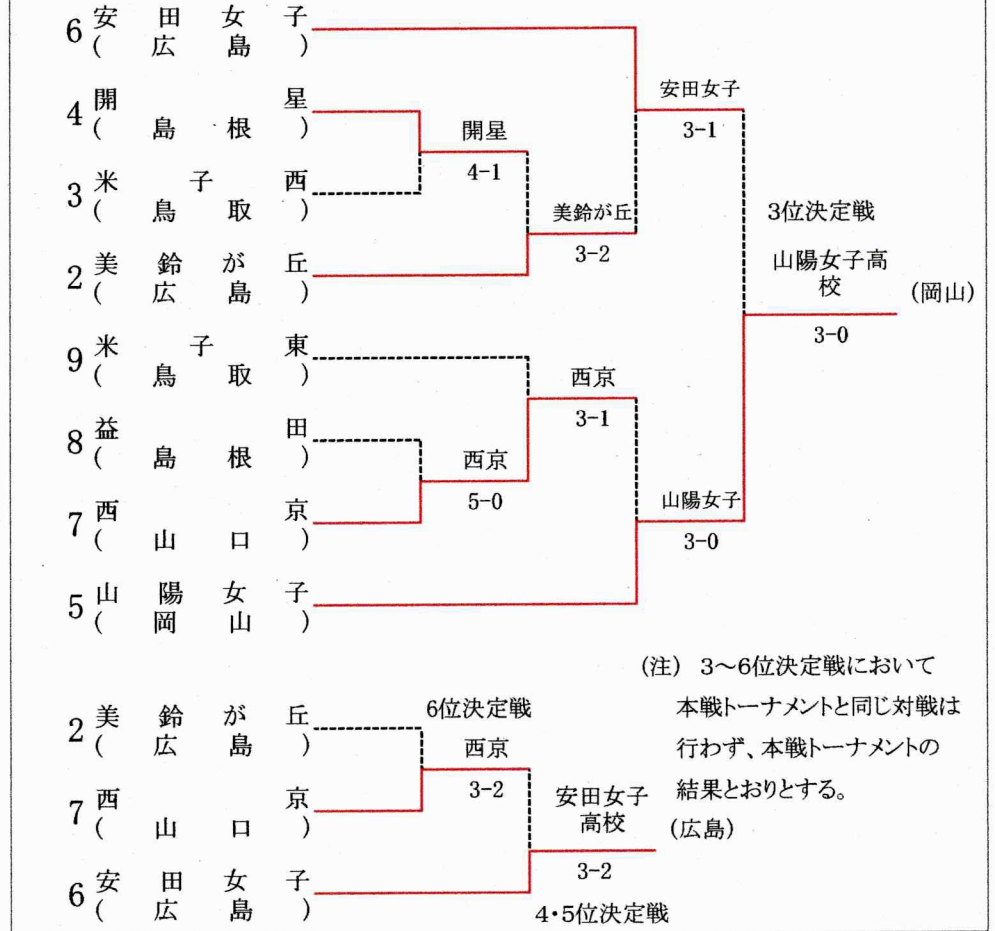 6 安田女子
(広島)
安田女子
3-1
4 開星
(島根)
開星
4-1
3 米子西
(鳥取)
美鈴が丘
3-2
3位決定戦
2 美鈴が丘
(広島)
山陽女子高
校
(岡山)
3-0
9 米子東
(鳥取)
西京
3-1
8 益田
(島根)
西京
5-0
7 西京
(山口)
山陽女子
3-0
5 山陽女子
(岡山)
(注) 3～6位決定戦において
本戦トーナメントと同じ対戦は
行わず、本戦トーナメントの
結果とおりとする。
2 美鈴が丘
(広島)
6位決定戦
西京
3-2
7 西京
(山口)
安田女子
高校
(広島)
3-2
6 安田女子
(広島)
4・5位決定戦